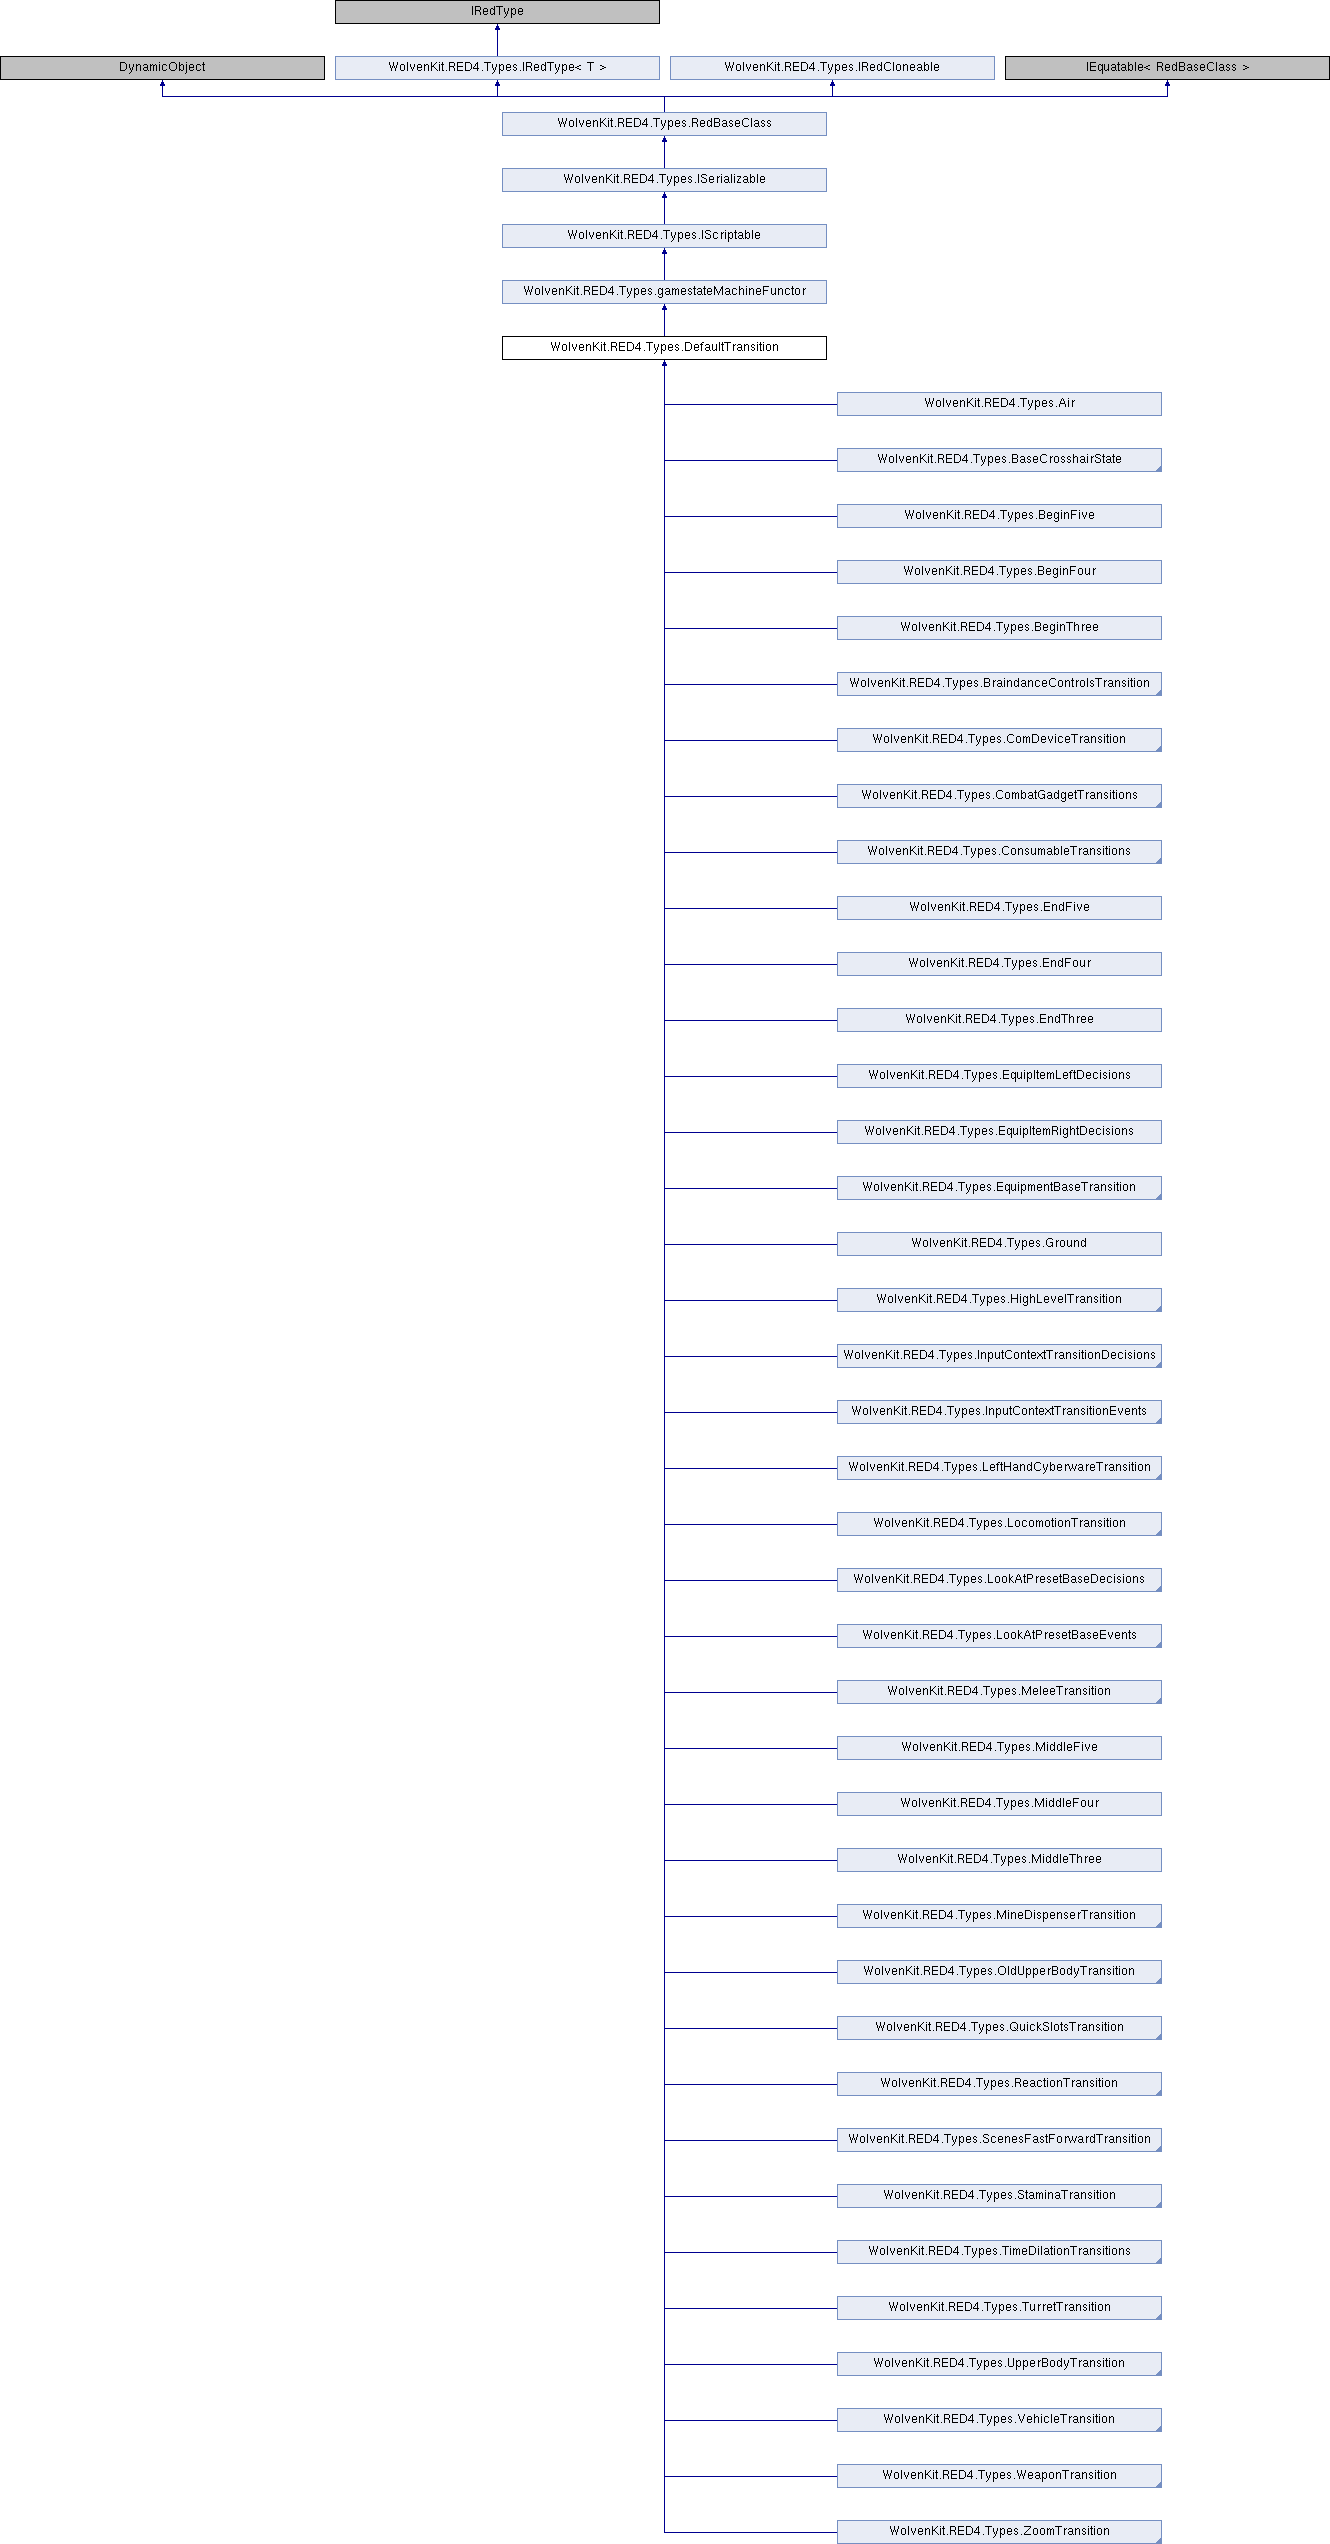 IRedType
DynamicObject
WolvenKit.RED4.Types.IRedType< T >
WolvenKit.RED4.Types.IRedCloneable
IEquatable< RedBaseClass >
WolvenKit.RED4.Types.RedBaseClass
WolvenKit.RED4.Types.ISerializable
WolvenKit.RED4.Types.IScriptable
WolvenKit.RED4.Types.gamestateMachineFunctor
WolvenKit.RED4.Types.DefaultTransition
WolvenKit.RED4.Types.Air
WolvenKit.RED4.Types.BaseCrosshairState
WolvenKit.RED4.Types.BeginFive
WolvenKit.RED4.Types.BeginFour
WolvenKit.RED4.Types.BeginThree
WolvenKit.RED4.Types.BraindanceControlsTransition
WolvenKit.RED4.Types.ComDeviceTransition
WolvenKit.RED4.Types.CombatGadgetTransitions
WolvenKit.RED4.Types.ConsumableTransitions
WolvenKit.RED4.Types.EndFive
WolvenKit.RED4.Types.EndFour
WolvenKit.RED4.Types.EndThree
WolvenKit.RED4.Types.EquipItemLeftDecisions
WolvenKit.RED4.Types.EquipItemRightDecisions
WolvenKit.RED4.Types.EquipmentBaseTransition
WolvenKit.RED4.Types.Ground
WolvenKit.RED4.Types.HighLevelTransition
WolvenKit.RED4.Types.InputContextTransitionDecisions
WolvenKit.RED4.Types.InputContextTransitionEvents
WolvenKit.RED4.Types.LeftHandCyberwareTransition
WolvenKit.RED4.Types.LocomotionTransition
WolvenKit.RED4.Types.LookAtPresetBaseDecisions
WolvenKit.RED4.Types.LookAtPresetBaseEvents
WolvenKit.RED4.Types.MeleeTransition
WolvenKit.RED4.Types.MiddleFive
WolvenKit.RED4.Types.MiddleFour
WolvenKit.RED4.Types.MiddleThree
WolvenKit.RED4.Types.MineDispenserTransition
WolvenKit.RED4.Types.OldUpperBodyTransition
WolvenKit.RED4.Types.QuickSlotsTransition
WolvenKit.RED4.Types.ReactionTransition
WolvenKit.RED4.Types.ScenesFastForwardTransition
WolvenKit.RED4.Types.StaminaTransition
WolvenKit.RED4.Types.TimeDilationTransitions
WolvenKit.RED4.Types.TurretTransition
WolvenKit.RED4.Types.UpperBodyTransition
WolvenKit.RED4.Types.VehicleTransition
WolvenKit.RED4.Types.WeaponTransition
WolvenKit.RED4.Types.ZoomTransition